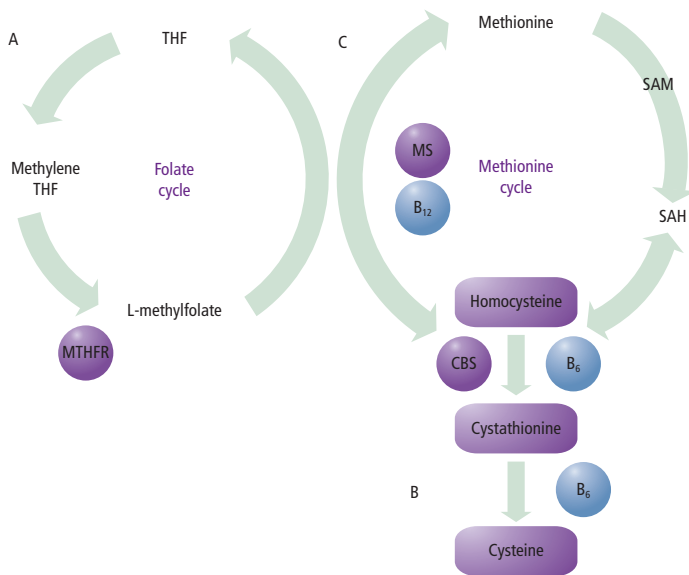 A
THF
Methylene
THF
Folate
cycle
L-methylfolate
MTHFR
C
Methionine
SAM
MS
B₁₂
Methionine
cycle
SAH
Homocysteine
CBS
B₆
Cystathionine
B
B₆
Cysteine